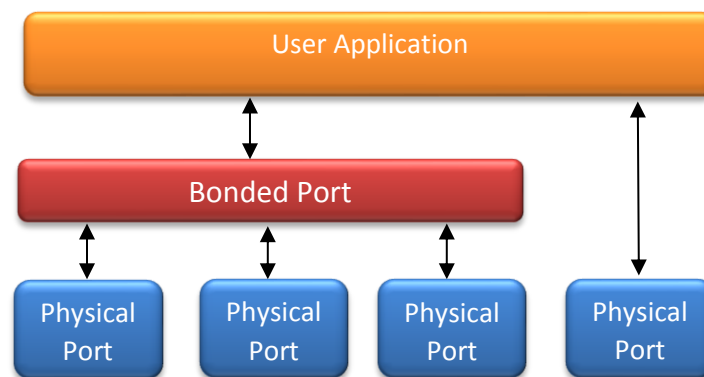 User Application
Bonded Port
Physical
Port
Physical
Port
Physical
Port
Physical
Port